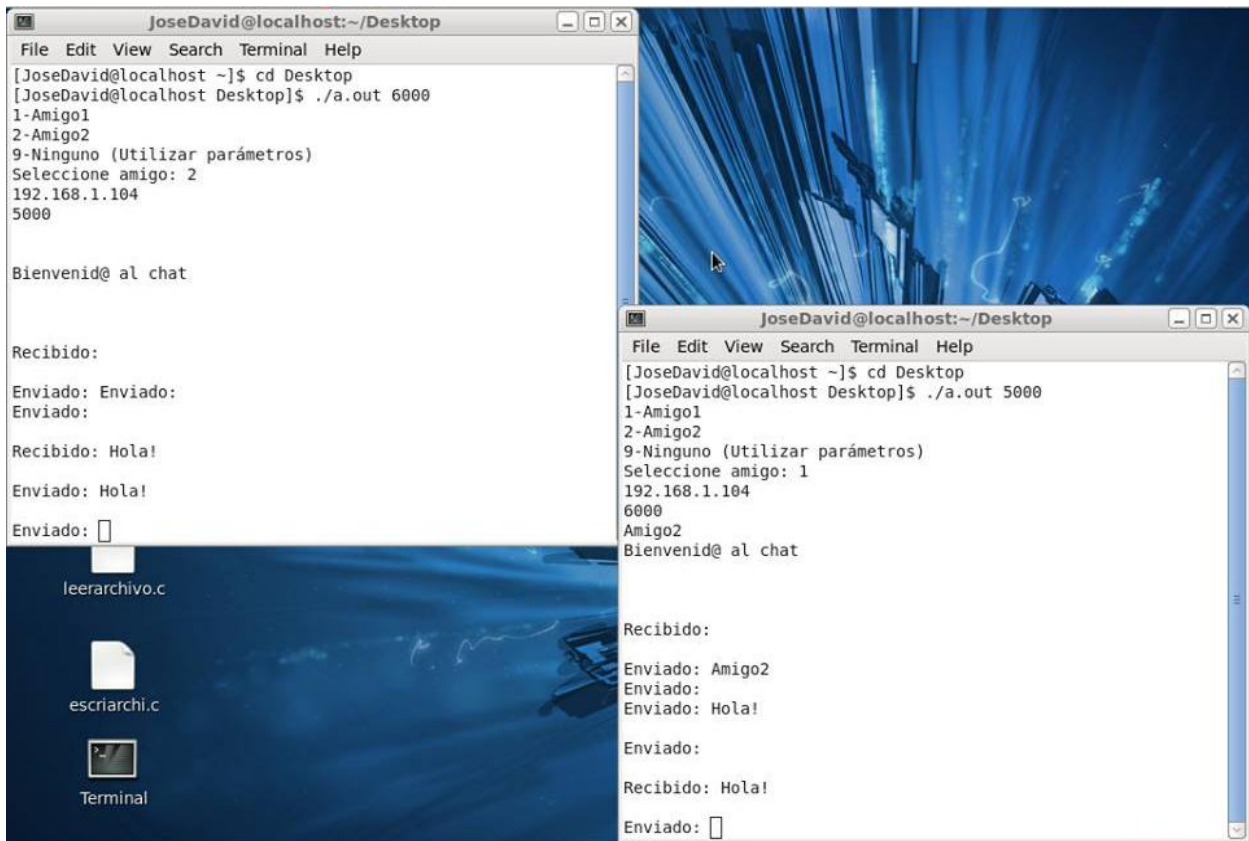 JoseDavid@localhost:~/Desktop
File Edit View Search Terminal Help
[JoseDavid@localhost ~]$ cd Desktop
[JoseDavid@localhost Desktop]$ ./a.out 6000
1-Amigo1
2-Amigo2
9-Ninguno (Utilizar parámetros)
Seleccione amigo: 2
192.168.1.104
5000
Bienvenid@ al chat
Recibido:
Enviado: Enviado:
Enviado:
Recibido: Hola!
Enviado: Hola!
Enviado:
JoseDavid@localhost:~/Desktop
File Edit View Search Terminal Help
[JoseDavid@localhost ~]$ cd Desktop
[JoseDavid@localhost Desktop]$ ./a.out 5000
1-Amigo1
2-Amigo2
9-Ninguno (Utilizar parámetros)
Seleccione amigo: 1
192.168.1.104
6000
Amigo2
Bienvenid@ al chat
Recibido:
Enviado: Amigo2
Enviado:
Enviado: Hola!
Enviado:
Recibido: Hola!
Enviado:
leerarchivo.c
escriarchi.c
Terminal